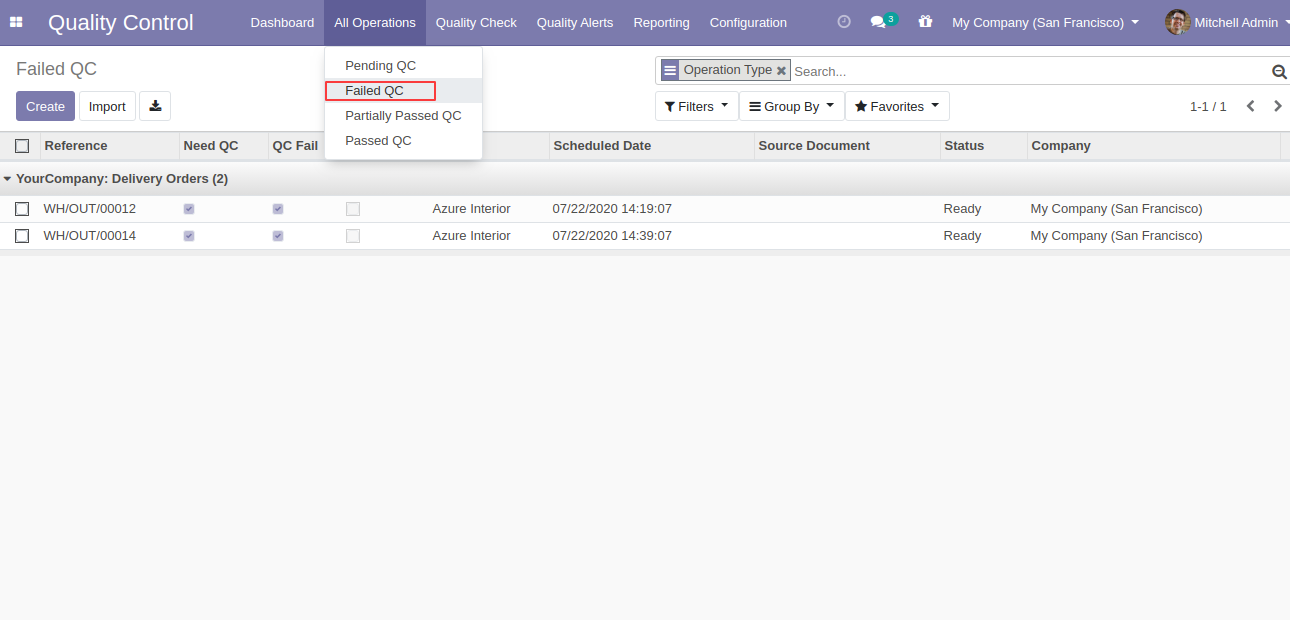 Quality Control Dashboard All Operations Quality Check Quality Alerts Reporting Configuration 3 My Company (San Francisco) Mitchell Admin
Failed QC
Operation Type Search...
Create Import
Filters Group By Favorites 1-1 / 1
Pending QC
Failed QC
Partially Passed QC
Passed QC
Reference Need QC QC Fail Scheduled Date Source Document Status Company
YourCompany: Delivery Orders (2)
WH/OUT/00012 Azure Interior 07/22/2020 14:19:07 Ready My Company (San Francisco)
WH/OUT/00014 Azure Interior 07/22/2020 14:39:07 Ready My Company (San Francisco)